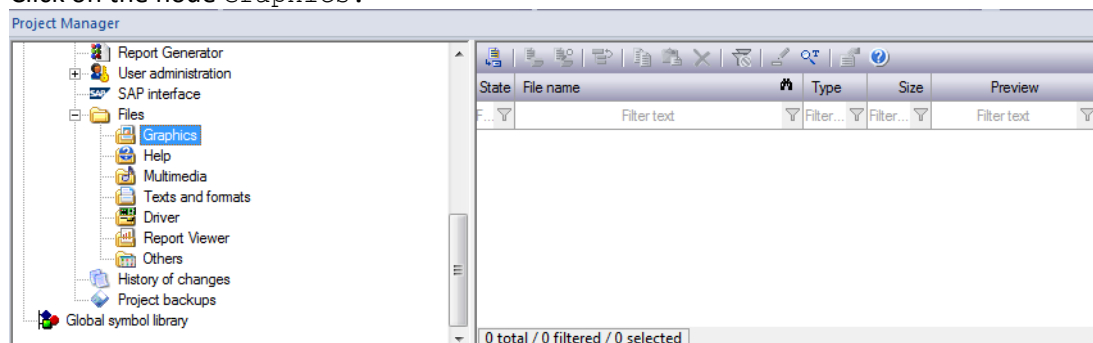 Click on the node Graphics.
Project Manager
Report Generator
User administration
SAP SAP interface
Files
Graphics
Help
Multimedia
Texts and formats
Driver
Report Viewer
Others
History of changes
Project backups
Global symbol library
State File name Type Size Preview
F... Filter text Filter... Filter... Filter text
0 total / 0 filtered / 0 selected